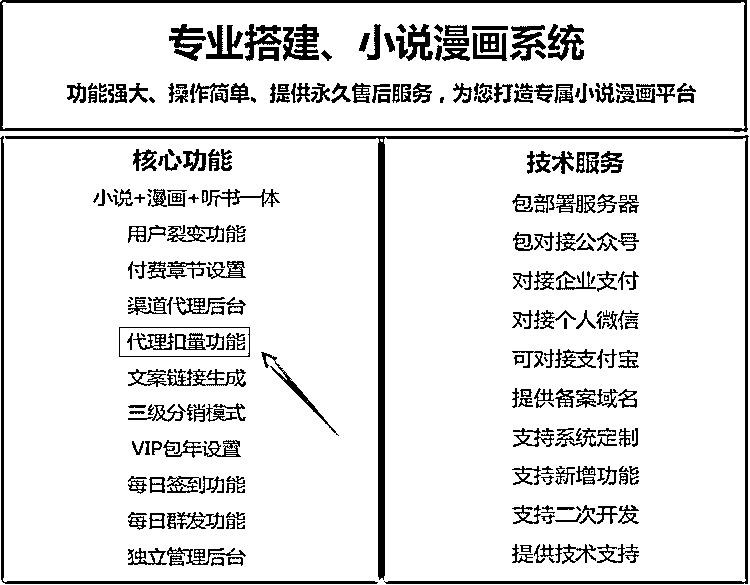 专业搭建、小说漫画系统
功能强大、操作简单、提供永久售后服务，为您打造专属小说漫画平台
核心功能
小说+漫画+听书一体
用户裂变功能
付费章节设置
渠道代理后台
代理扣量功能
文案链接生成
三级分销模式
VIP包年设置
每日签到功能
每日群发功能
独立管理后台
技术服务
包部署服务器
包对接公众号
对接企业支付
对接个人微信
可对接支付宝
提供备案域名
支持系统定制
支持新增功能
支持二次开发
提供技术支持